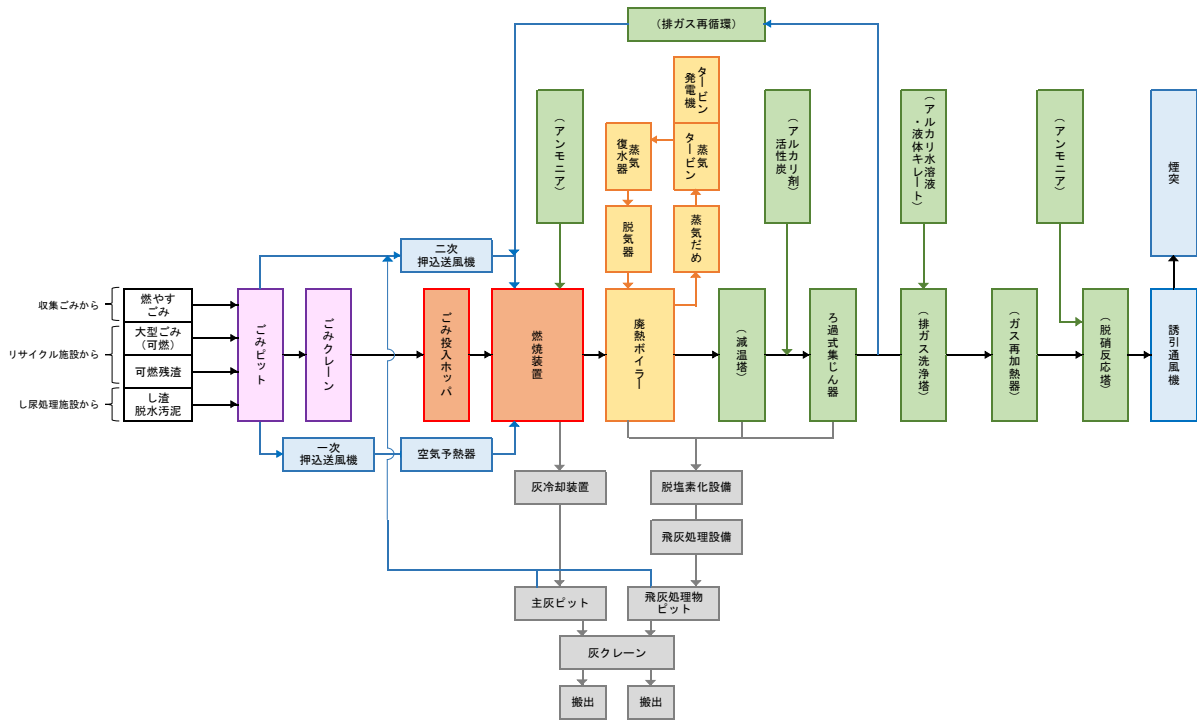 （排ガス再循環）
タービン
発電機
蒸気
タービン
蒸気
復水器
脱気器
蒸気だめ
（アンモニア）
（アルカリ剤）
活性炭
（アルカリ水溶液
・液体キレート）
（アンモニア）
煙突
二次
押込送風機
収集ごみから
リサイクル施設から
し尿処理施設から
燃やす
ごみ
大型ごみ
（可燃）
可燃残渣
し渣
脱水汚泥
ごみピット
ごみクレーン
ごみ投入ホッパ
燃焼装置
廃熱ボイラー
（減温塔）
ろ過式集じん器
（排ガス洗浄塔）
（ガス再加熱器）
（脱硝反応塔）
誘引通風機
一次
押込送風機
空気予熱器
灰冷却装置
脱塩素化設備
飛灰処理設備
主灰ピット
飛灰処理物
ピット
灰クレーン
搬出
搬出